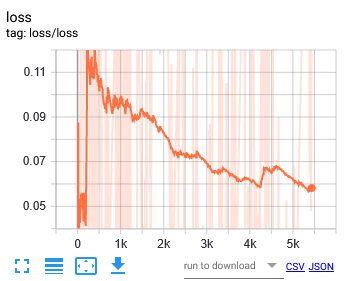 loss
tag: loss/loss
0.11
0.09
0.07
0.05
0 1k 2k 3k 4k 5k
run to download CSV JSON